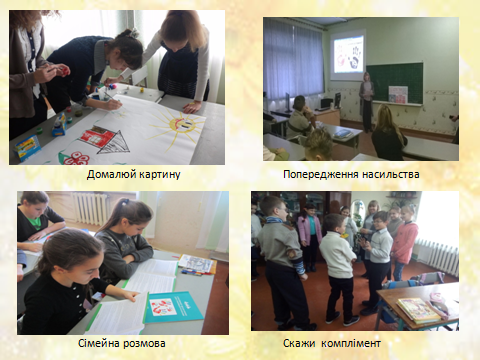 Домалюй картину
Попередження насильства
Сімейна розмова
Скажи комплімент